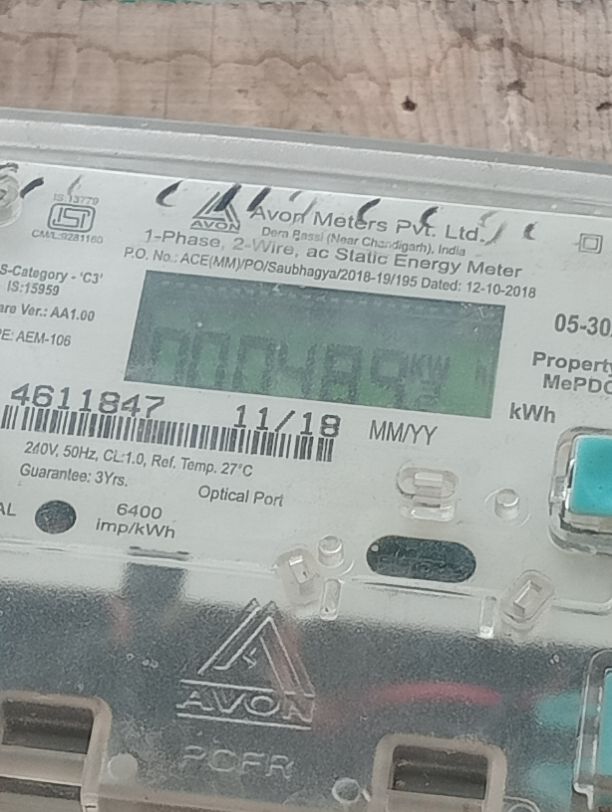 IS:13779
ISI
CM/L:9281160
AVON
Avon Meters Pvt. Ltd.
Dera Bassi (Near Chandigarh), India
1-Phase, 2-Wire, ac Static Energy Meter
P.O. No.: ACE(MM)/PO/Saubhagya/2018-19/195 Dated: 12-10-2018
S-Category - 'C3'
IS:15959
are Ver.: AA1.00
PE: AEM-106
05-30
Property
MePDC
kWh
4611847 11/18 MM/YY
240V, 50Hz, CL:1.0, Ref. Temp. 27°C
Guarantee: 3Yrs.
Optical Port
AL
6400
imp/kWh
AVON